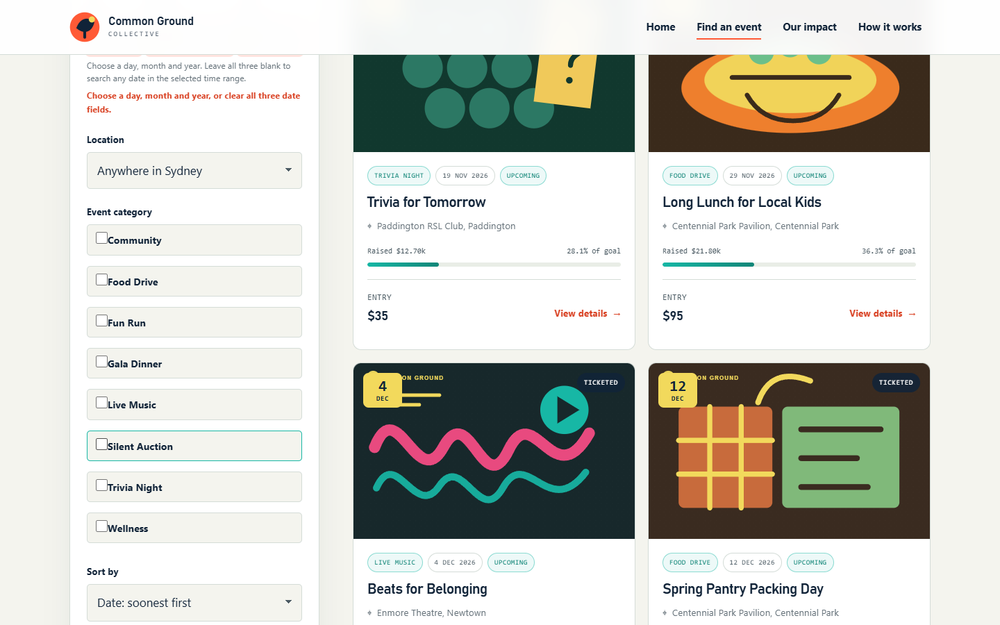 Common Ground
COLLECTIVE
Home
Find an event
Our impact
How it works
Choose a day, month and year. Leave all three blank to
search any date in the selected time range.
Choose a day, month and year, or clear all three date
fields.
Location
Anywhere in Sydney
Event category
Community
Food Drive
Fun Run
Gala Dinner
Live Music
Silent Auction
Trivia Night
Wellness
Sort by
Date: soonest first
?
TRIVIA NIGHT
19 NOV 2026
UPCOMING
Trivia for Tomorrow
Paddington RSL Club, Paddington
Raised $12.70k
28.1% of goal
ENTRY
$35
View details →
FOOD DRIVE
29 NOV 2026
UPCOMING
Long Lunch for Local Kids
Centennial Park Pavilion, Centennial Park
Raised $21.80k
36.3% of goal
ENTRY
$95
View details →
4
DEC
ON GROUND
TICKETED
LIVE MUSIC
4 DEC 2026
UPCOMING
Beats for Belonging
Enmore Theatre, Newtown
12
DEC
ON GROUND
TICKETED
FOOD DRIVE
12 DEC 2026
UPCOMING
Spring Pantry Packing Day
Centennial Park Pavilion, Centennial Park